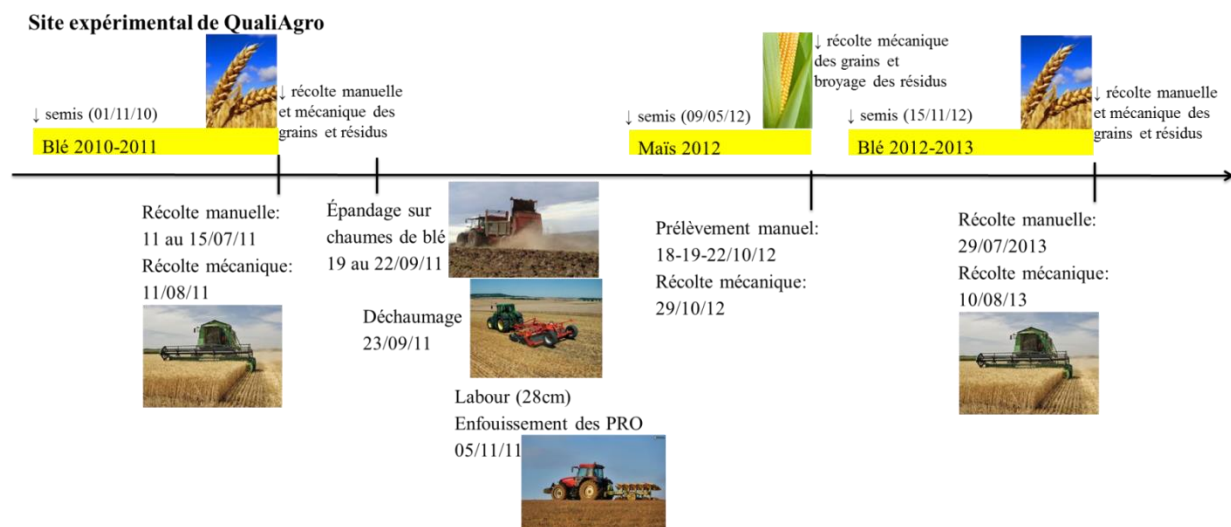 Site expérimental de QualiAgro
↓ semis (01/11/10)
Blé 2010-2011
↓ récolte manuelle
et mécanique des
grains et résidus
↓ semis (09/05/12)
Maïs 2012
↓ récolte mécanique
des grains et
broyage des résidus
↓ semis (15/11/12)
Blé 2012-2013
↓ récolte manuelle
et mécanique des
grains et résidus
Récolte manuelle:
11 au 15/07/11
Récolte mécanique:
11/08/11
Épandage sur
chaumes de blé
19 au 22/09/11
Déchaumage
23/09/11
Labour (28cm)
Enfouissement des PRO
05/11/11
Prélèvement manuel:
18-19-22/10/12
Récolte mécanique:
29/10/12
Récolte manuelle:
29/07/2013
Récolte mécanique:
10/08/13